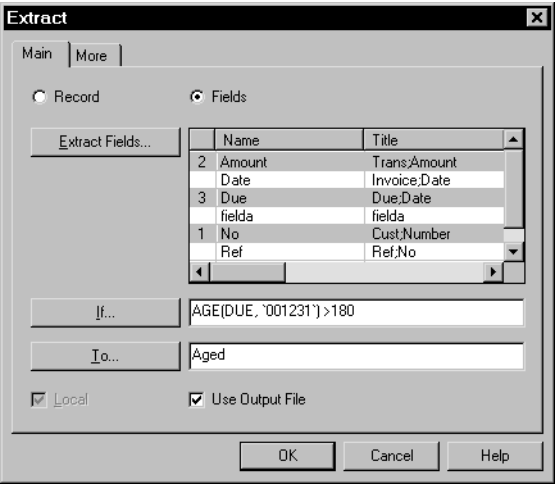 Extract
Main More
Record Fields
Extract Fields...
Name Title
2 Amount Trans;Amount
Date Invoice;Date
3 Due Due;Date
fielda fielda
1 No Cust;Number
Ref Ref;No
If... AGE(DUE, `001231`) >180
To... Aged
Local Use Output File
OK Cancel Help